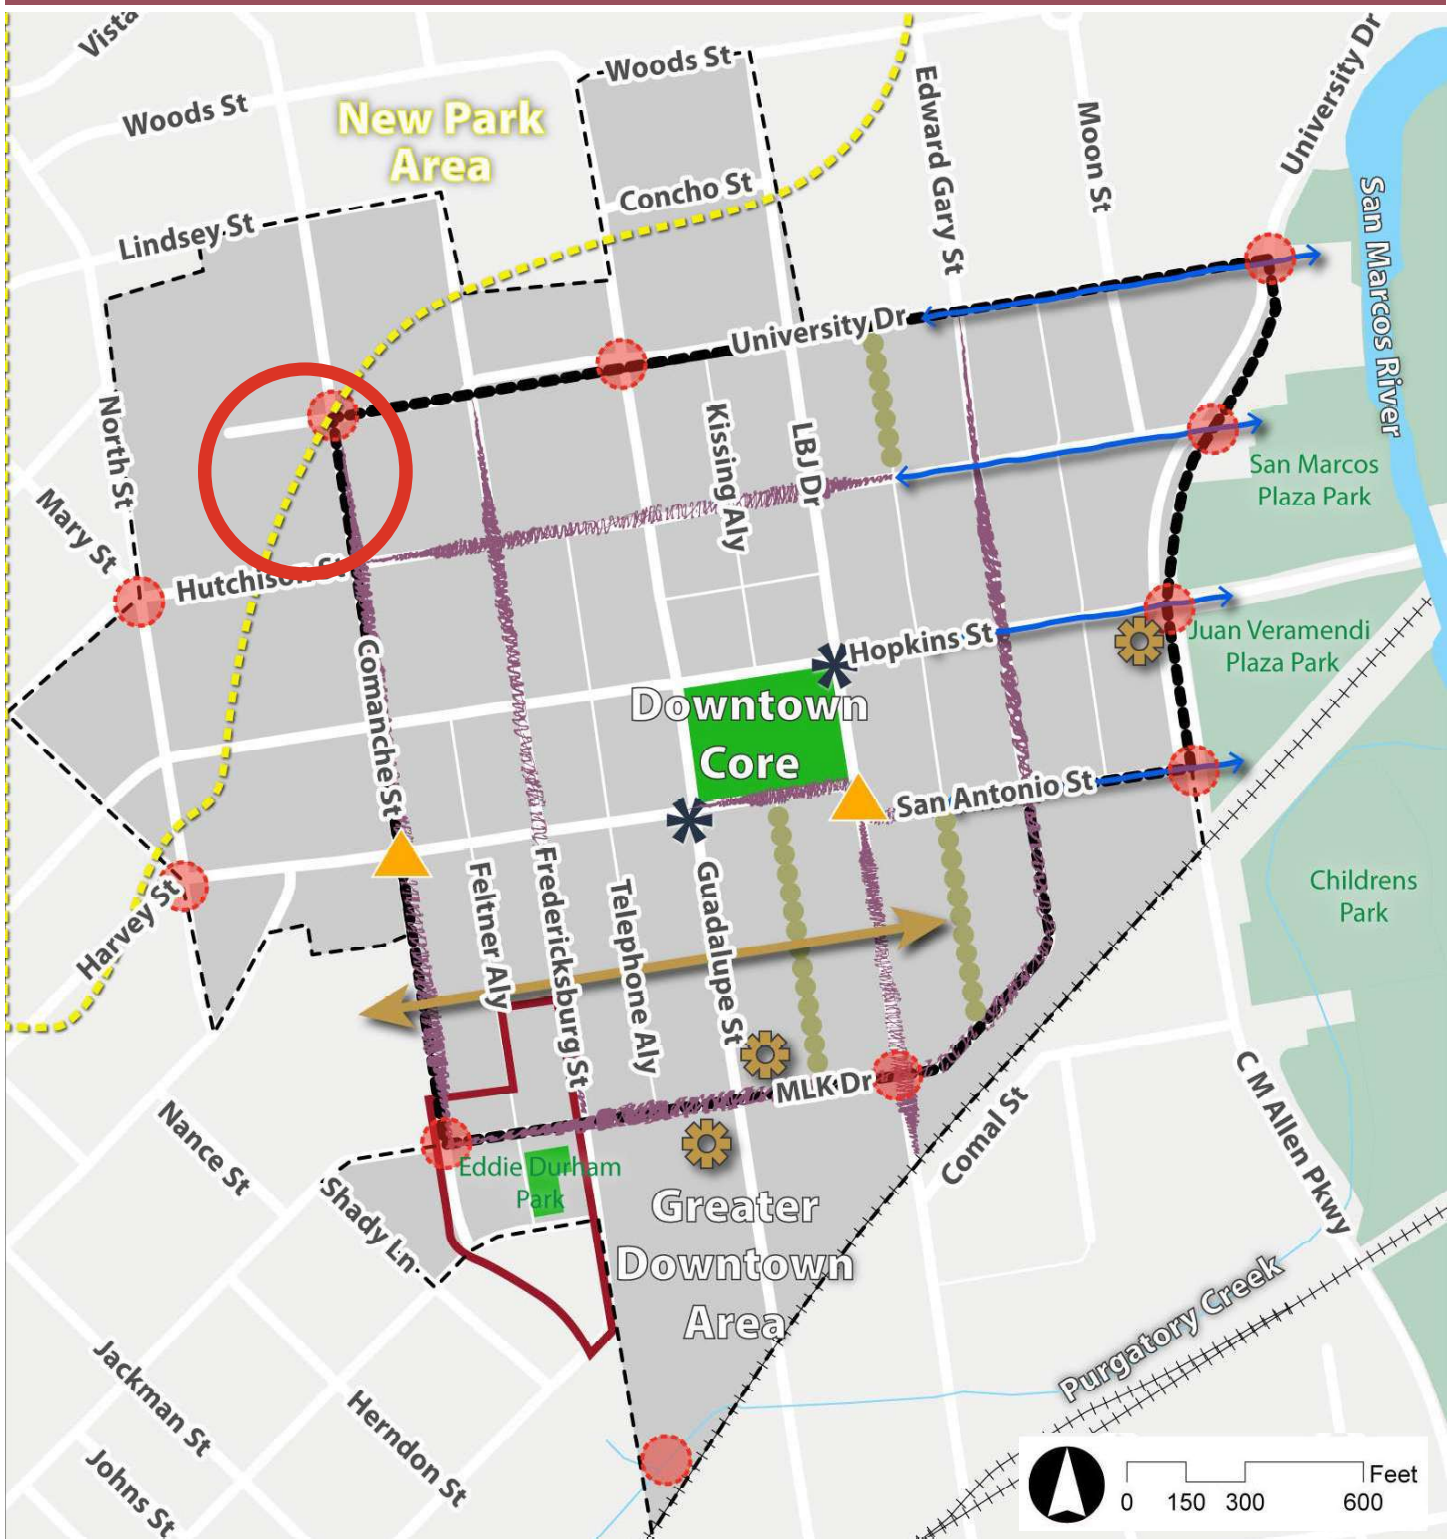 Vista
Woods St
Woods St
New Park
Area
Concho St
Lindsey St
Edward Gary St
Moon St
University Dr
San Marcos River
University Dr
North St
Kissing Aly
LBJ Dr
San Marcos
Plaza Park
Mary St
Hutchison St
Hopkins St
Juan Veramendi
Plaza Park
Comanche St
Downtown
Core
San Antonio St
Harvey St
Feltner Aly
Fredericksburg St
Telephone Aly
Guadalupe St
Childrens
Park
MLK Dr
Comal St
C M Allen Pkwy
Nance St
Eddie Durham
Park
Shady Ln
Greater
Downtown
Area
Purgatory Creek
Jackman St
Herndon St
Johns St
Feet
0 150 300 600